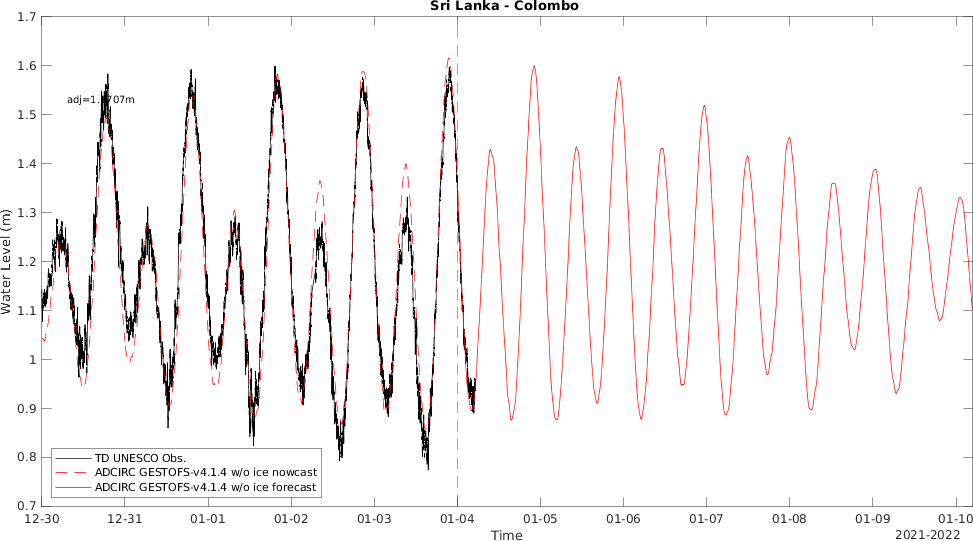 Sri Lanka - Colombo
1.7
1.6
1.5
1.4
1.3
1.2
1.1
1
0.9
0.8
0.7
Water Level (m)
TD UNESCO Obs.
ADCIRC GESTOFS-v4.1.4 w/o ice nowcast
ADCIRC GESTOFS-v4.1.4 w/o ice forecast
12-30 12-31 01-01 01-02 01-03 01-04 01-05 01-06 01-07 01-08 01-09 01-10
Time
2021-2022